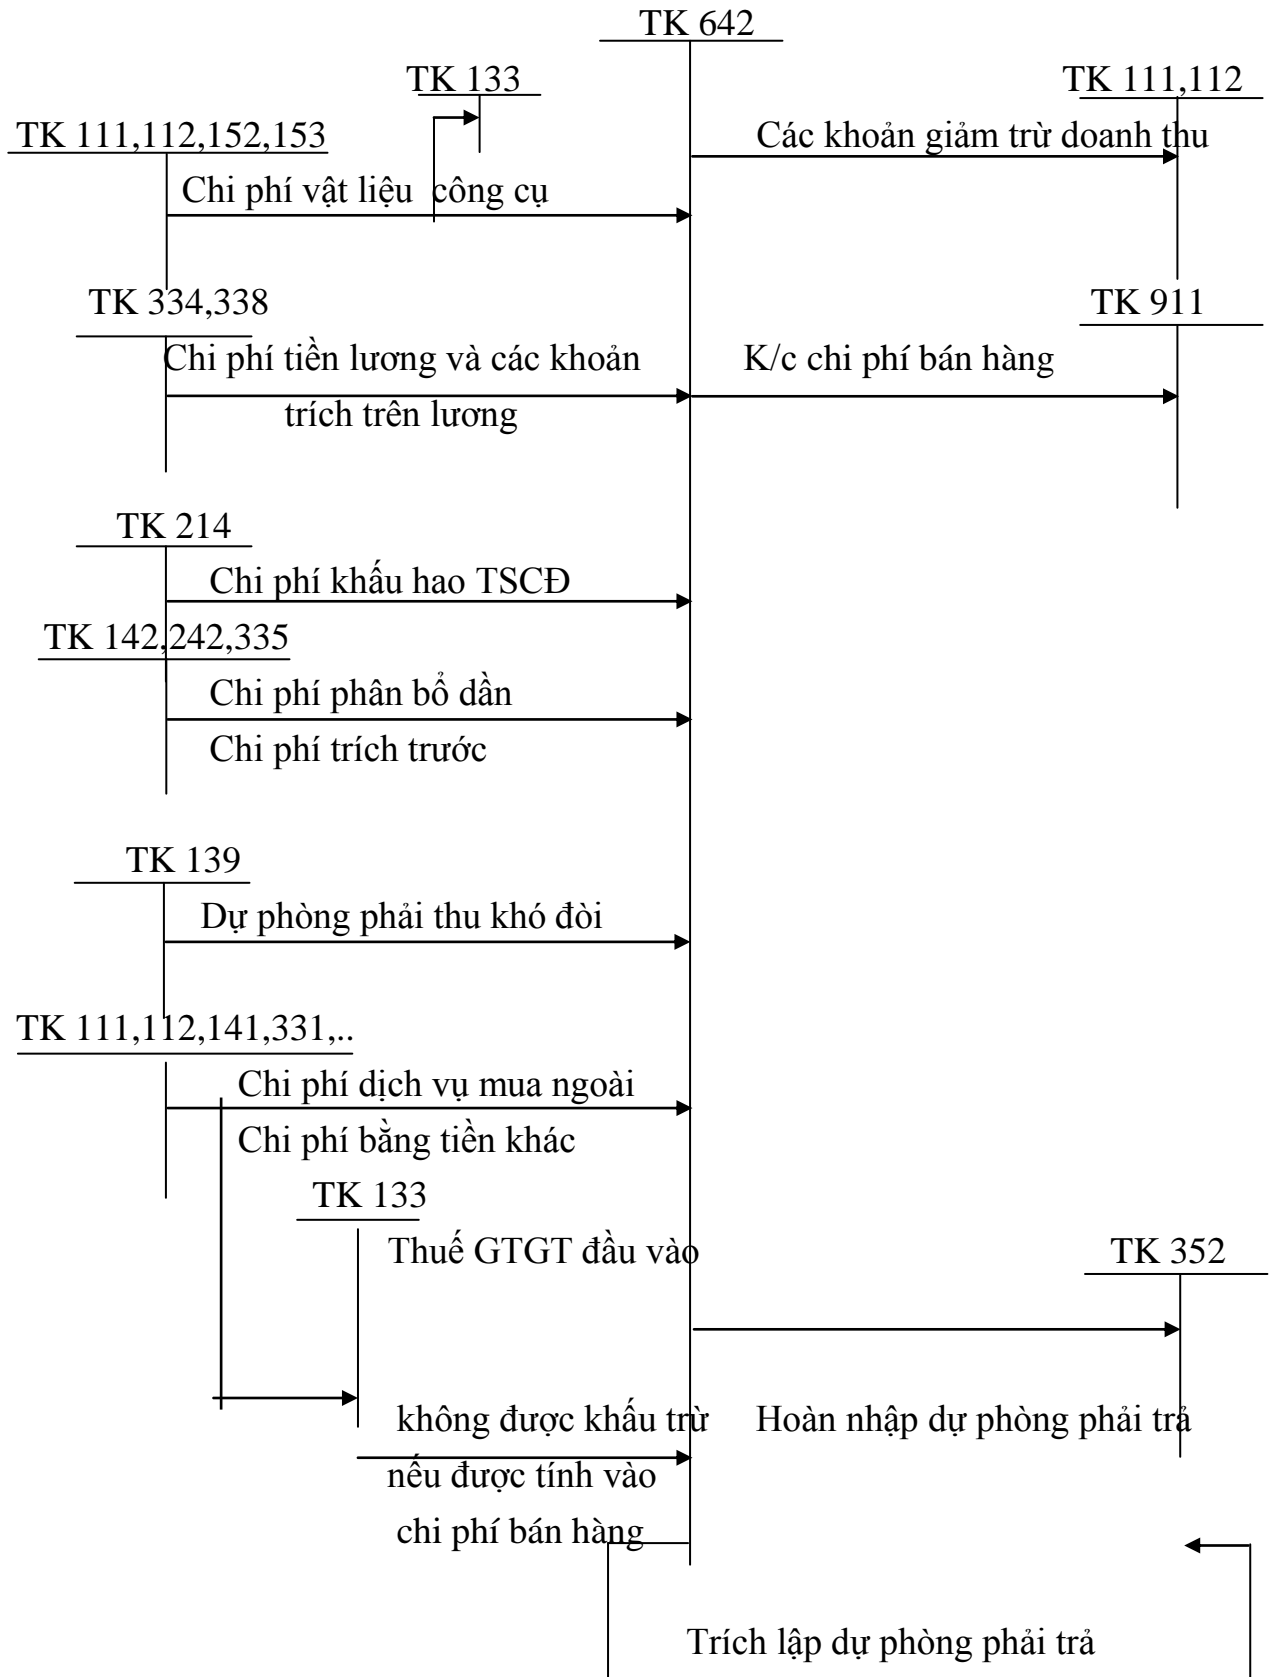 TK 642
TK 133
TK 111,112
TK 111,112,152,153
Các khoản giảm trừ doanh thu
Chi phí vật liệu công cụ
TK 334,338
TK 911
Chi phí tiền lương và các khoản
K/c chi phí bán hàng
trích trên lương
TK 214
Chi phí khấu hao TSCĐ
TK 142,242,335
Chi phí phân bổ dần
Chi phí trích trước
TK 139
Dự phòng phải thu khó đòi
TK 111,112,141,331,..
Chi phí dịch vụ mua ngoài
Chi phí bằng tiền khác
TK 133
Thuế GTGT đầu vào
TK 352
không được khấu trừ
Hoàn nhập dự phòng phải trả
nếu được tính vào
chi phí bán hàng
Trích lập dự phòng phải trả